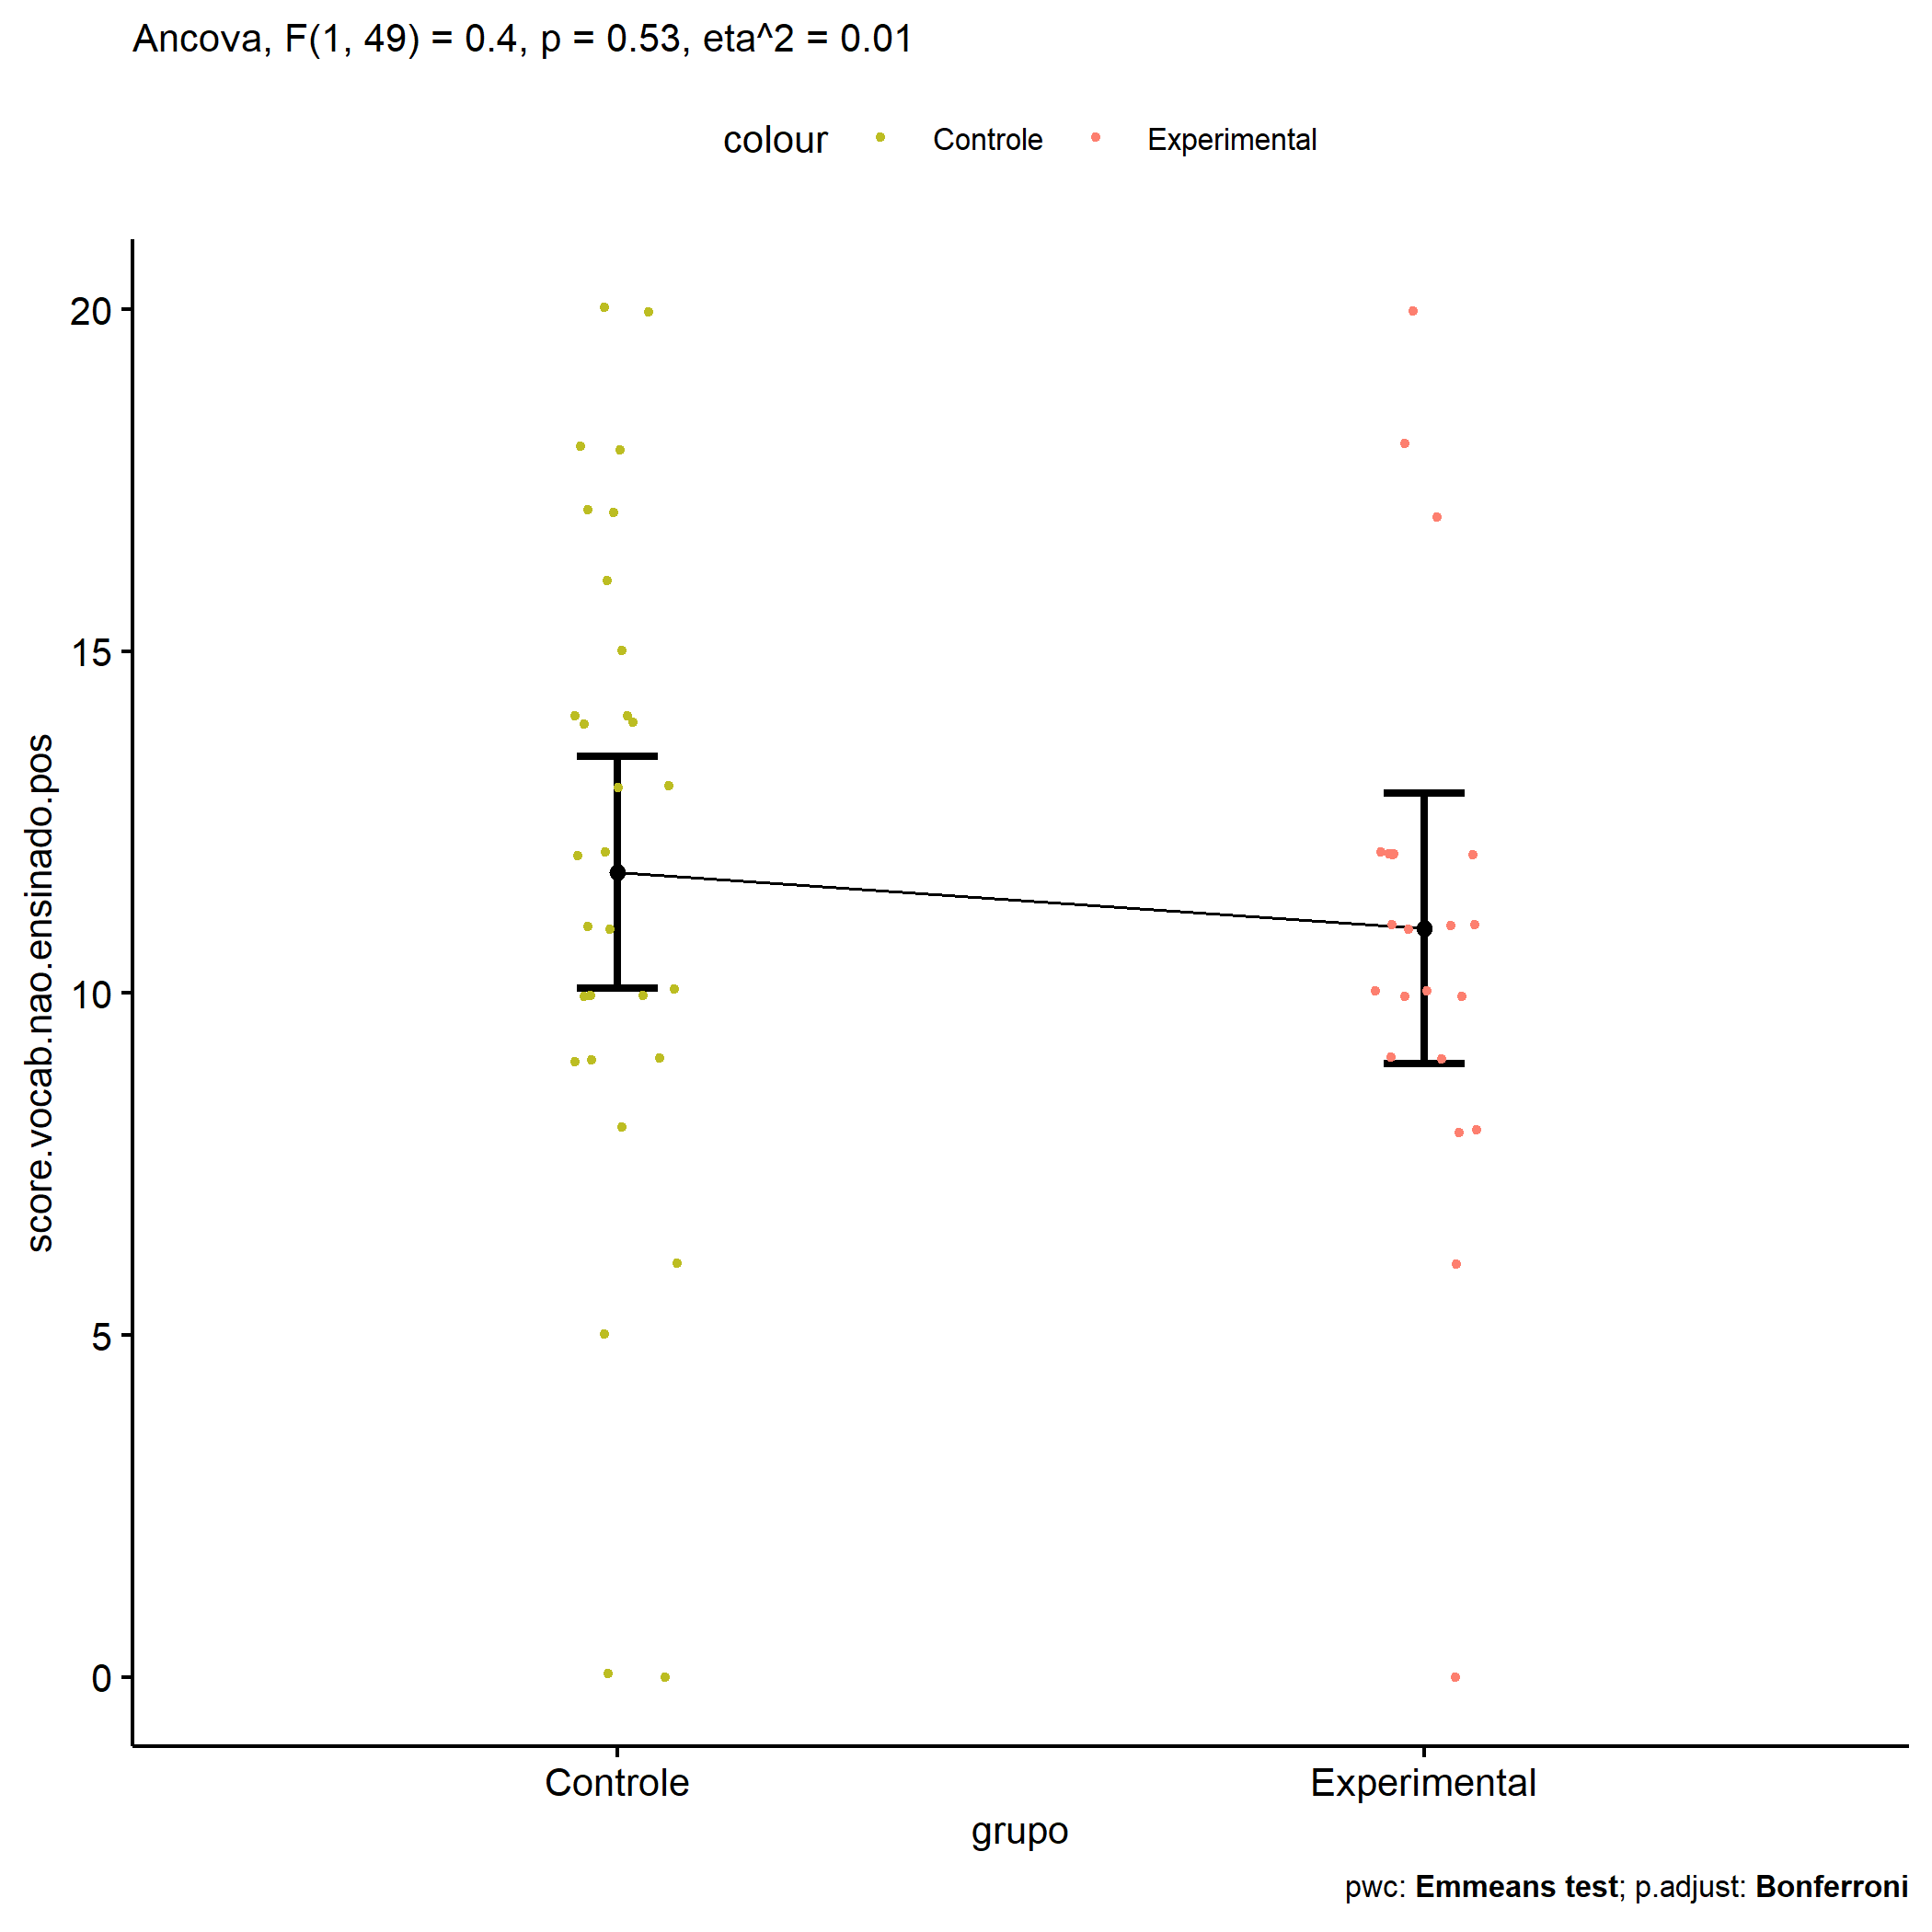 Ancova, F(1, 49) = 0.4, p = 0.53, eta^2 = 0.01
colour Controle Experimental
score.vocab.nao.ensinado.pos
20
15
10
5
0
Controle Experimental
grupo
pwc: Emmeans test; p.adjust: Bonferroni